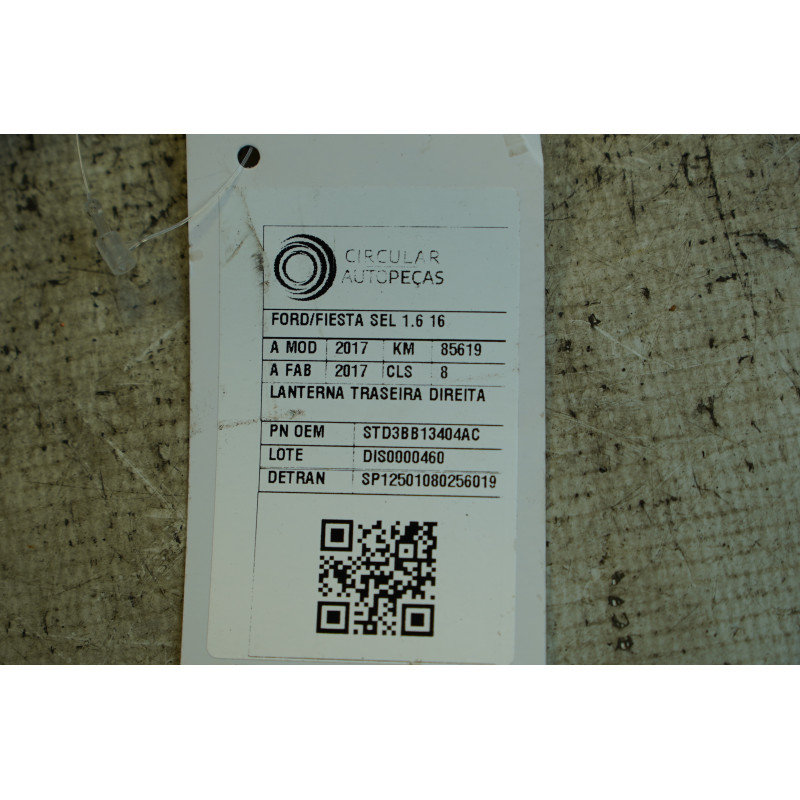 CIRCULAR
AUTOPEÇAS
FORD/FIESTA SEL 1.6 16
A MOD 2017 KM 85619
A FAB 2017 CLS 8
LANTERNA TRASEIRA DIREITA
PN OEM STD3BB13404AC
LOTE DIS0000460
DETRAN SP12501080256019